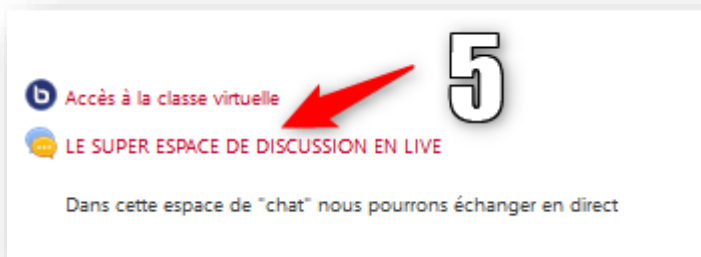 5
Accès à la classe virtuelle
LE SUPER ESPACE DE DISCUSSION EN LIVE
Dans cette espace de "chat" nous pourrons échanger en direct